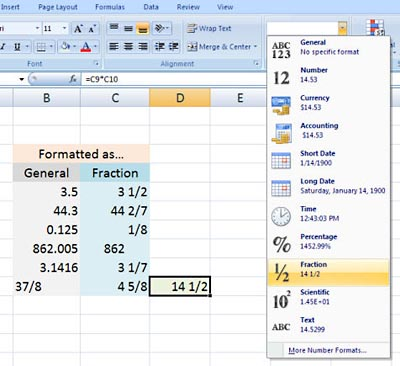 Insert Page Layout Formulas Data Review View
ri 11 A A
Wrap Text
B I U A
Merge & Center
Font Alignment
fx =C9*C10
B C D E
Formatted as...
General Fraction
3.5 3 1/2
44.3 44 2/7
0.125 1/8
862.005 862
3.1416 3 1/7
37/8 4 5/8 14 1/2
ABC
123
General
No specific format
12
Number
14.53
Currency
$14.53
Accounting
$14.53
Short Date
1/14/1900
Long Date
Saturday, January 14, 1900
Time
12:43:03 PM
%
Percentage
1452.99%
1/2
Fraction
14 1/2
10²
Scientific
1.45E+01
ABC
Text
14.5299
More Number Formats...